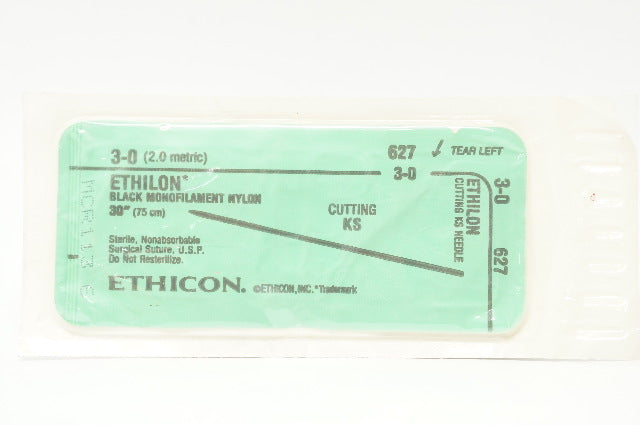 3-0 (2.0 metric)
627 TEAR LEFT
3-0
ETHILON*
BLACK MONOFILAMENT NYLON
30" (75 cm)
CUTTING
KS
Sterile, Nonabsorbable
Surgical Suture, U.S.P.
Do Not Resterilize.
ETHICON. ©ETHICON, INC. *Trademark
ETHILON
CUTTING KS NEEDLE
3-0 627